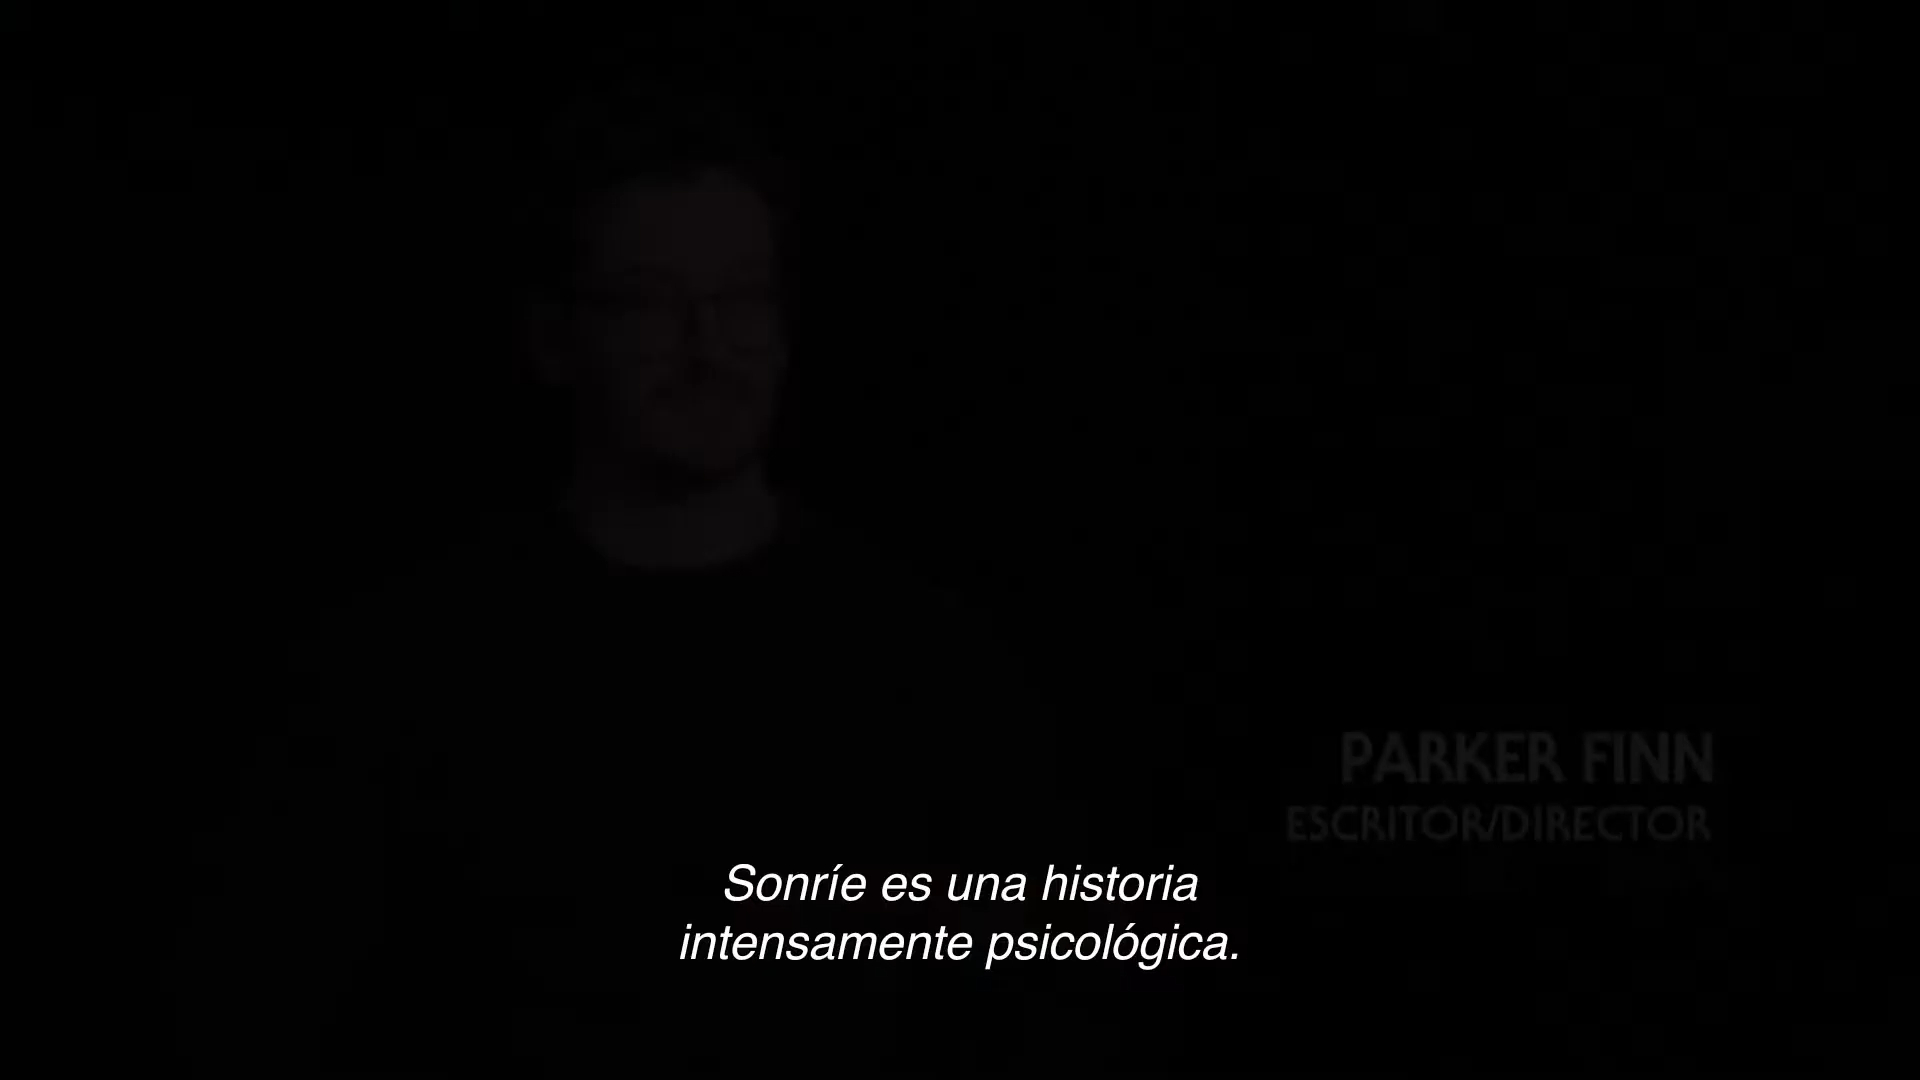 PARKER FINN
ESCRITOR/DIRECTOR
Sonríe es una historia
intensamente psicológica.